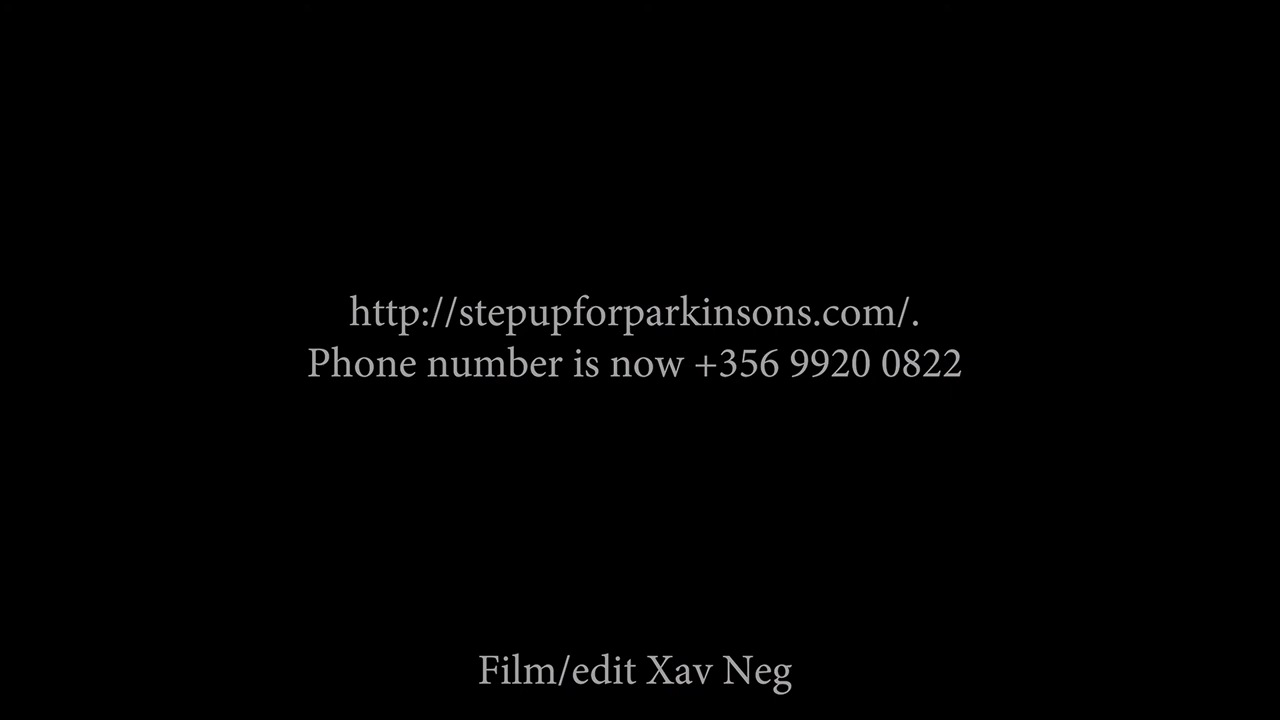 http://stepupforparkinsons.com/.
Phone number is now +356 9920 0822
Film/edit Xav Neg